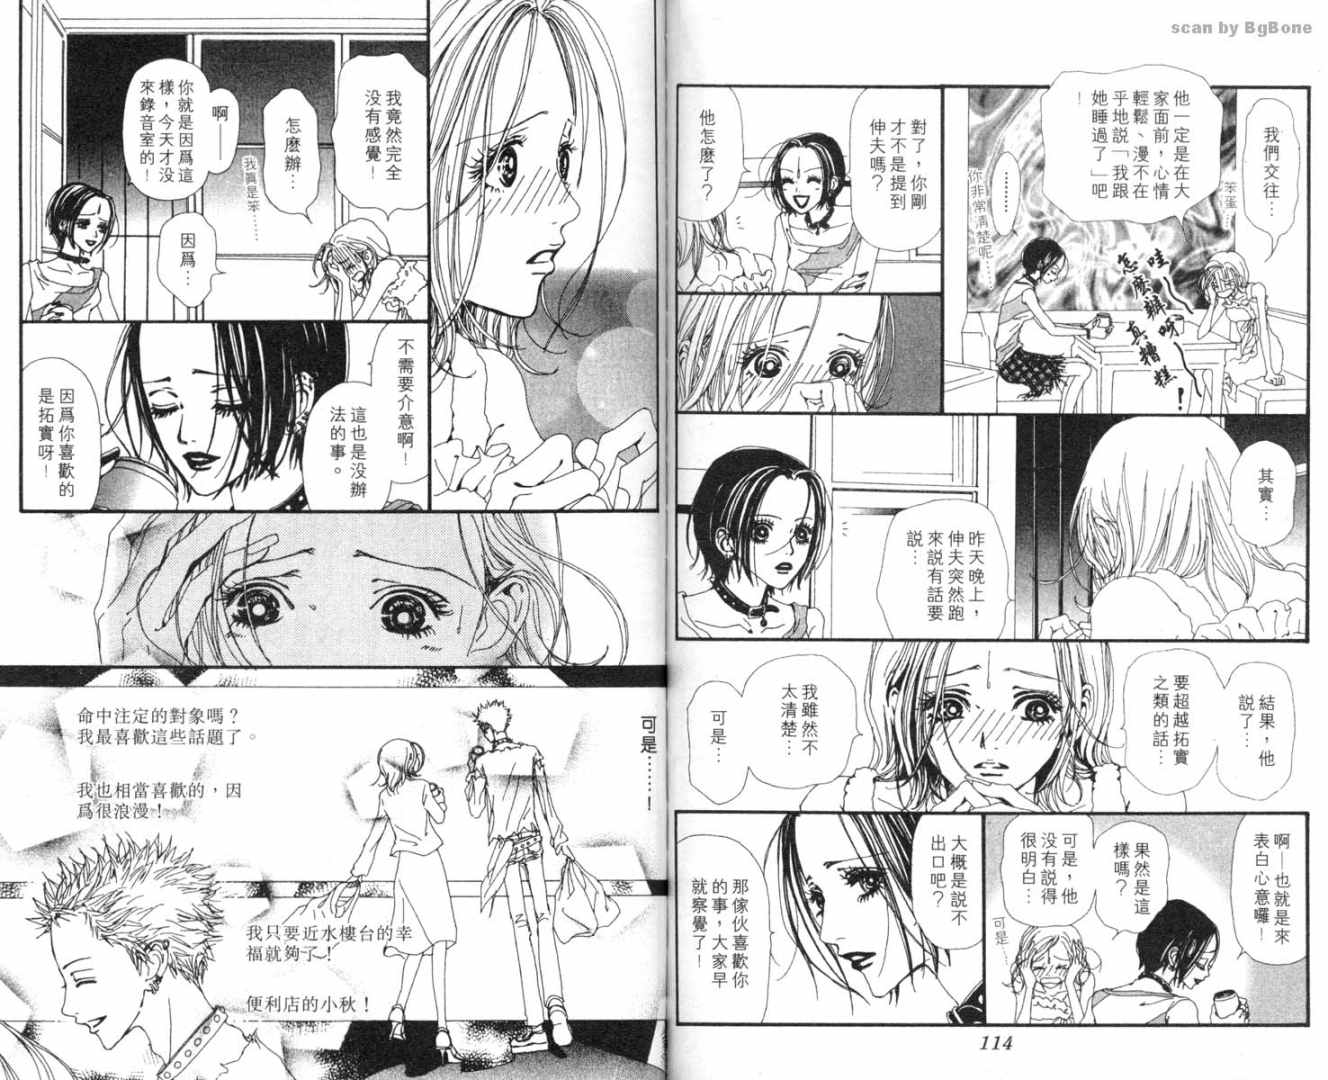 scan by BgBone
我們交往…
笨蛋…
他一定是在大
家面前，心情
輕鬆、漫不在
乎地説「我跟
她睡過了」吧
！
…………
你非常清楚呢……
哇～
怎麼辦呀～
真糟糕！
對了，你剛
才不是提到
伸夫嗎？
他怎麼了？
其實…
昨天晚上，
伸夫突然跑
來説有話要
説…
結果，他
説了…
要超越拓實
之類的話…
我雖然不
太清楚…
可是…
啊─也就是來
表白心意囉！
果然是這
樣嗎？
可是，他
没有説得
很明白…
可是…
大概是説不
出口吧？
那傢伙喜歡你
的事，大家早
就察覺了！
114
我竟然完全
没有感覺！
怎麼辦…
我真是笨……
啊─
你就是因爲這
樣，今天才没
來錄音室的！
因爲…
不需要介意啊！
這也是没辦
法的事。
因爲你喜歡的
是拓實呀！
可是……！
命中注定的對象嗎？
我最喜歡這些話題了。
我也相當喜歡的，因
爲很浪漫！
我只要近水樓台的幸
福就夠了！
便利店的小秋！